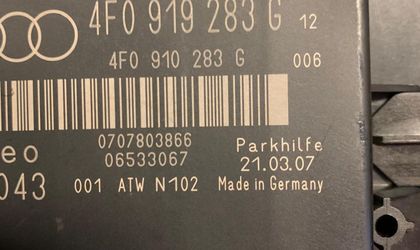 4F0 919 283 G 12
4F0 910 283 G 006
0707803866
06533067
Parkhilfe
21.03.07
eo
043 001 ATW N102 Made in Germany